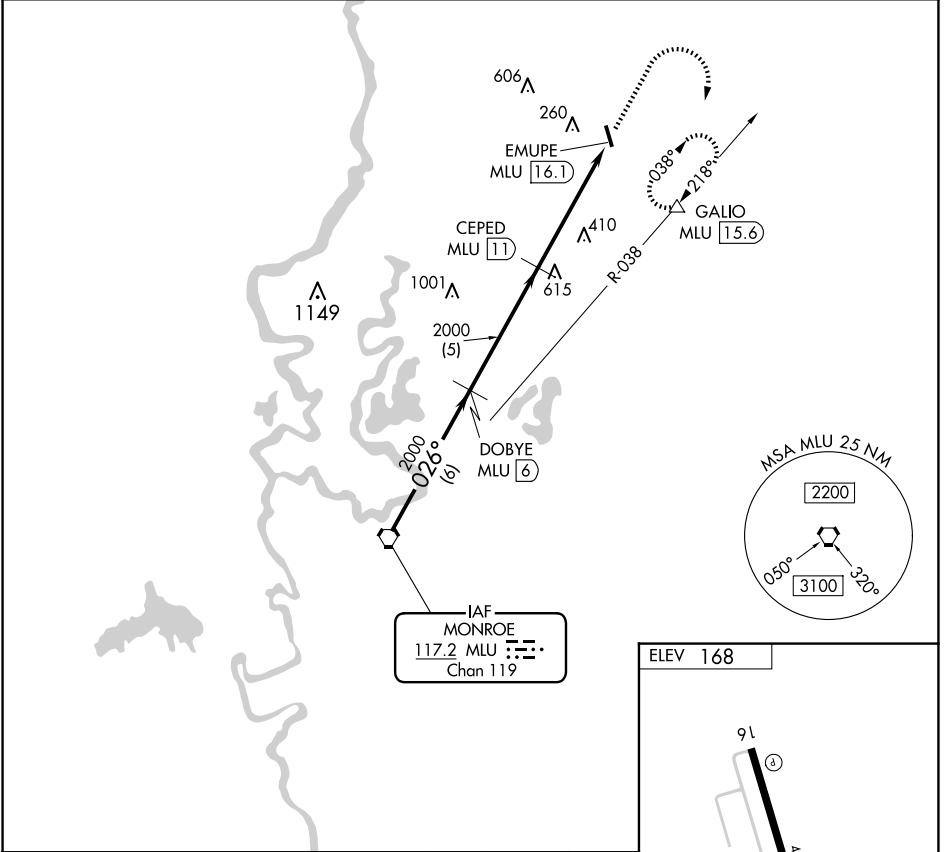 606
260
EMUPE
MLU 16.1
038°
218°
GALIO
MLU 15.6
CEPED
MLU 11
410
R-038
615
1001
1149
2000
(5)
2000
026°
(6)
DOBYE
MLU 6
MSA MLU 25 NM
2200
050°
320°
3100
IAF
MONROE
117.2 MLU
Chan 119
ELEV 168
16
P
A